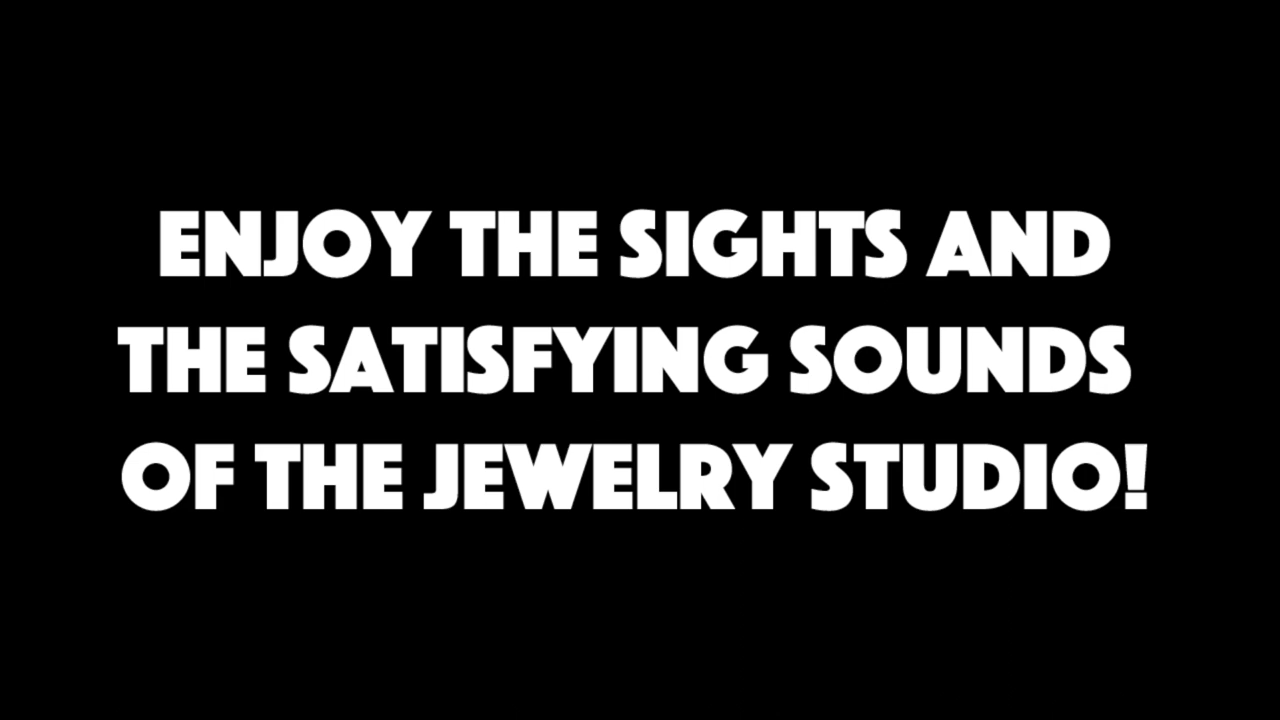 ENJOY THE SIGHTS AND
THE SATISFYING SOUNDS
OF THE JEWELRY STUDIO!